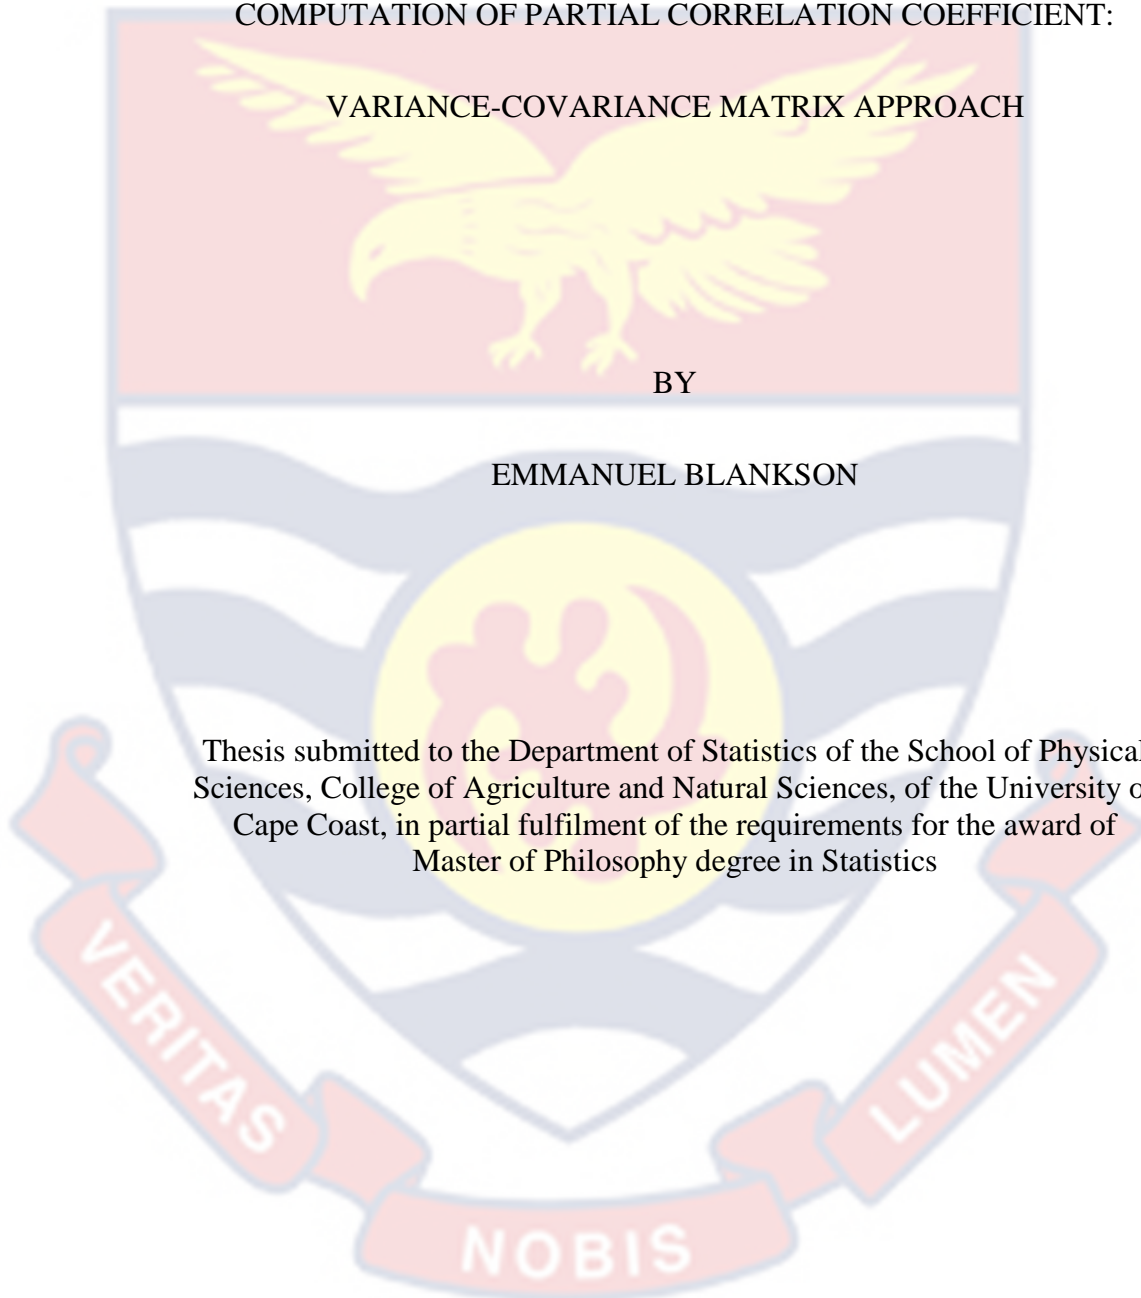 COMPUTATION OF PARTIAL CORRELATION COEFFICIENT:
VARIANCE-COVARIANCE MATRIX APPROACH
BY
EMMANUEL BLANKSON
Thesis submitted to the Department of Statistics of the School of Physical
Sciences, College of Agriculture and Natural Sciences, of the University o
Cape Coast, in partial fulfilment of the requirements for the award of
Master of Philosophy degree in Statistics
VERITAS
NOBIS
LUMEN